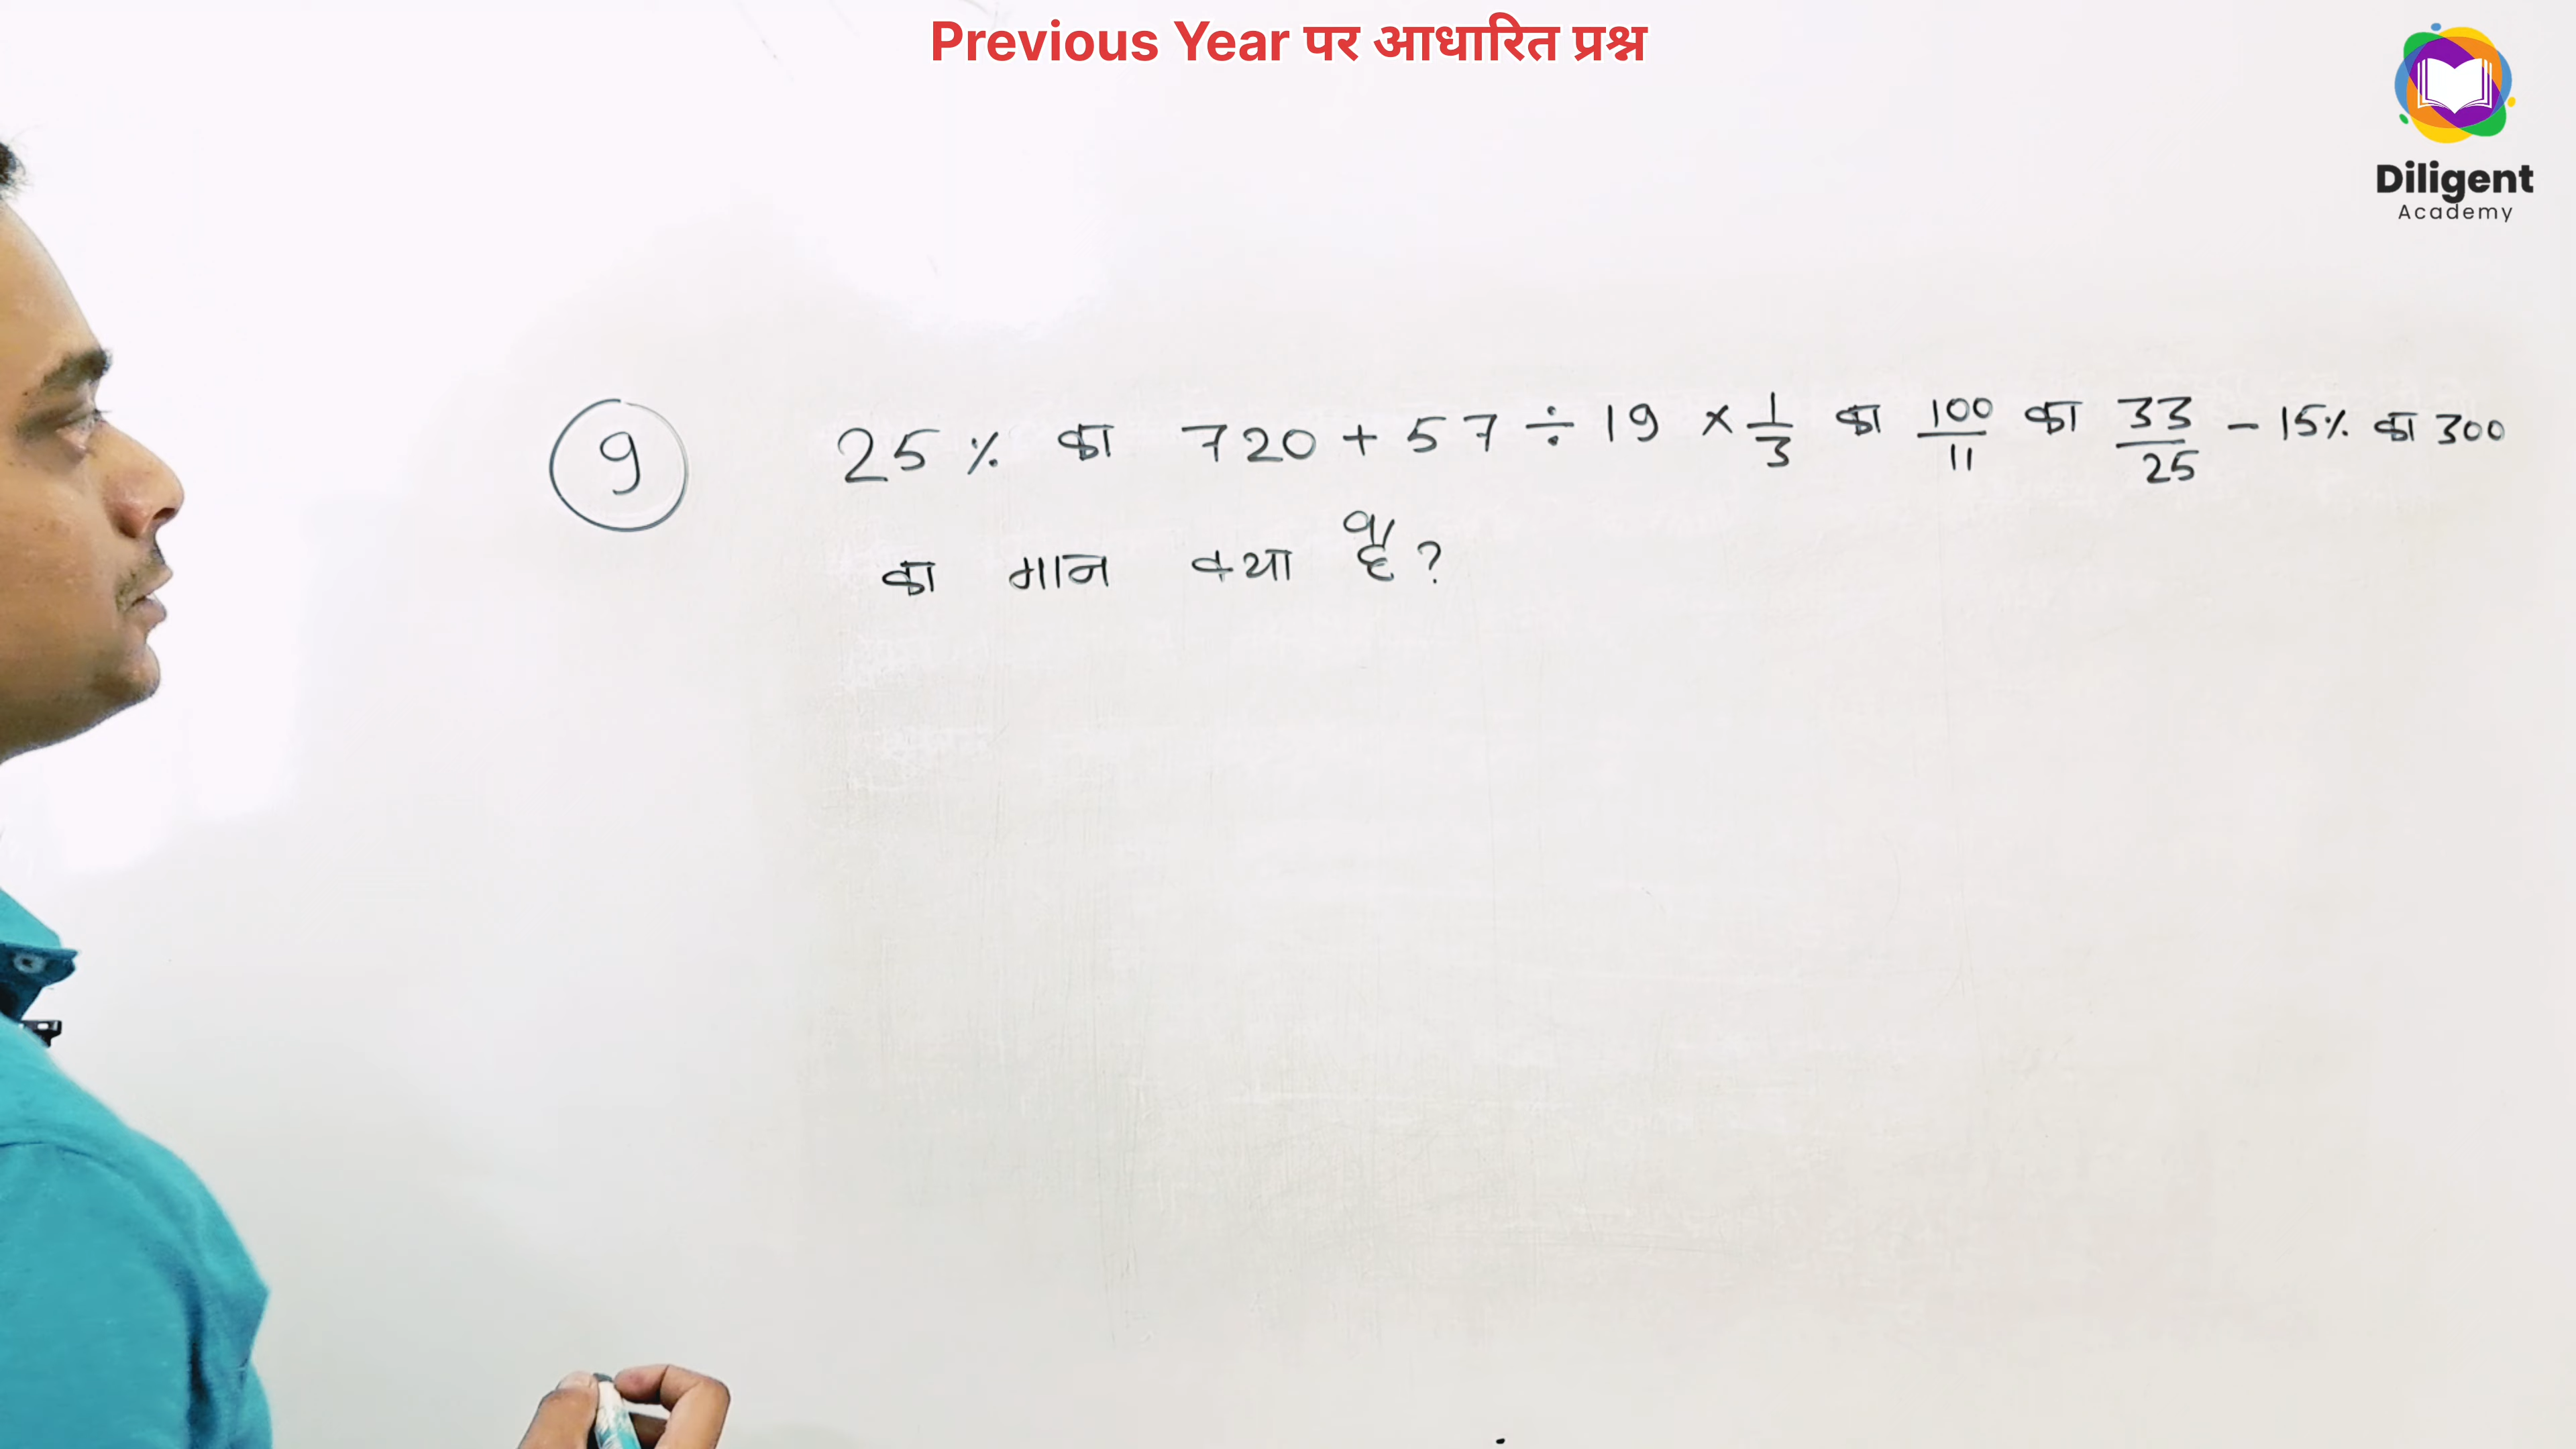 Previous Year पर आधारित प्रश्न
Diligent
Academy
9 25% का 720 + 57 ÷ 19 × 1/3 का 100/11 का 33/25 - 15% का 300
का मान क्या है?